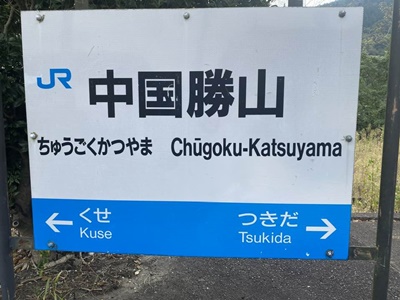 JR
中国勝山
ちゅうごくかつやま Chūgoku-Katsuyama
← くせ つきだ →
Kuse Tsukida